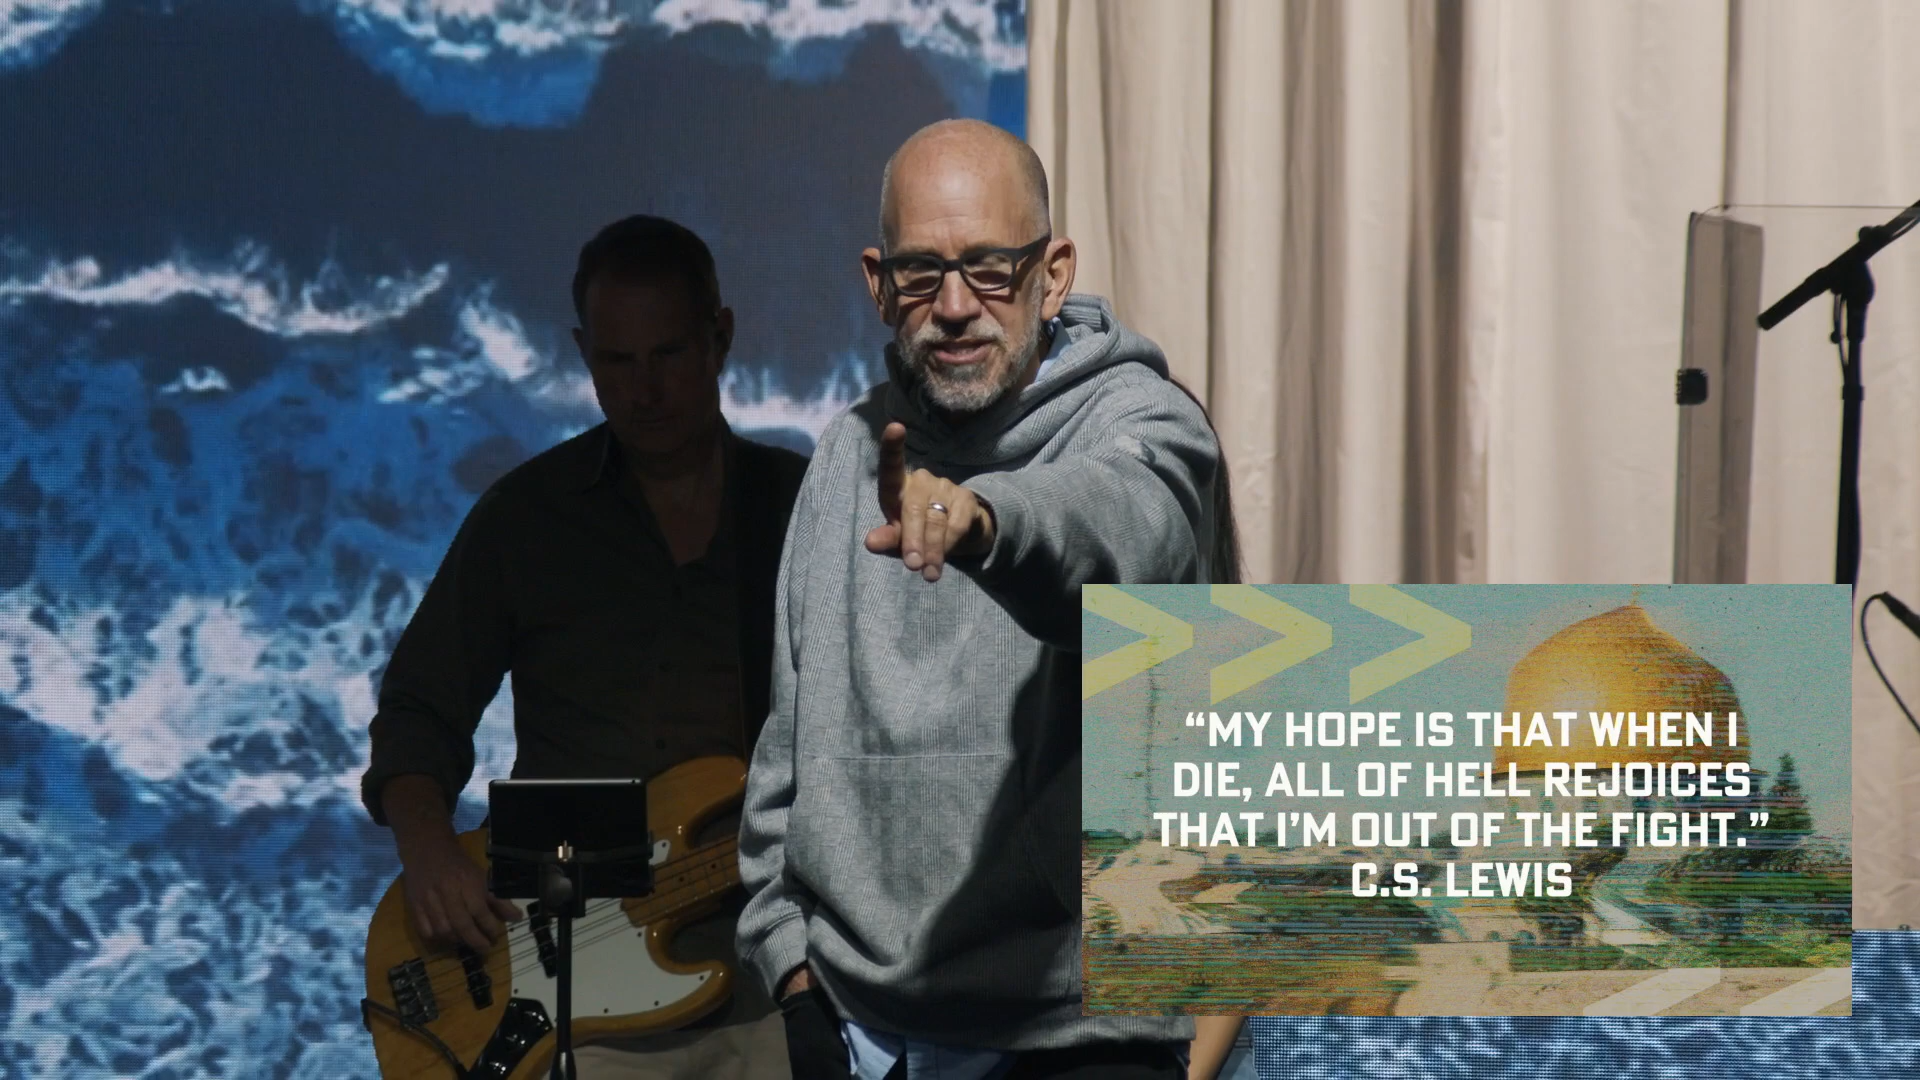 “MY HOPE IS THAT WHEN I
DIE, ALL OF HELL REJOICES
THAT I’M OUT OF THE FIGHT.”
C.S. LEWIS